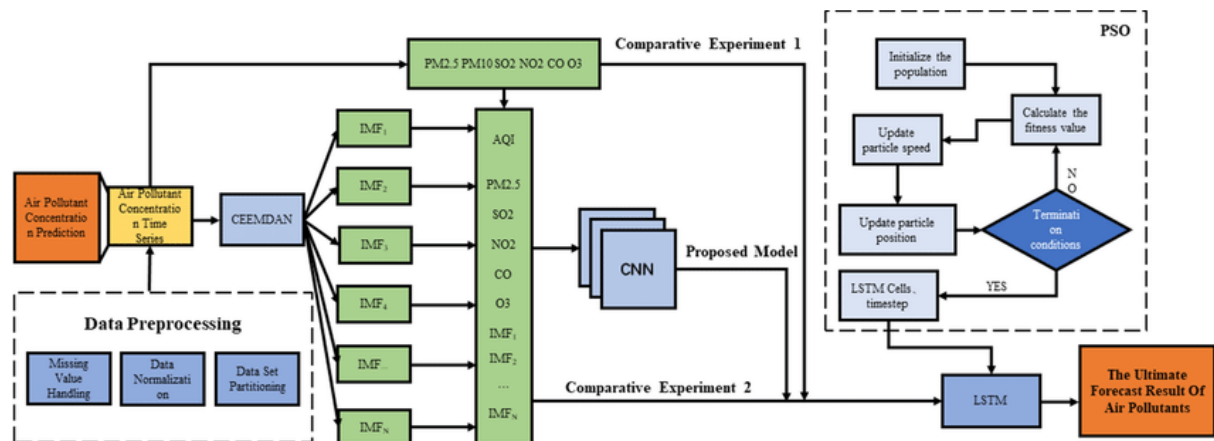 Comparative Experiment 1
PSO
PM2.5 PM10 SO2 NO2 CO O3
Initialize the
population
Calculate the
fitness value
Update
particle speed
N
O
Update particle
position
Terminati
on
conditions
LSTM Cells、
timestep
YES
Air Pollutant
Concentratio
n Prediction
Air Pollutant
Concentratio
n Time
Series
CEEMDAN
IMF1
IMF2
IMF3
IMF4
IMF...
IMFN
AQI
PM2.5
SO2
NO2
CO
O3
IMF1
IMF2
...
IMFN
CNN
Proposed Model
Data Preprocessing
Missing
Value
Handling
Data
Normalizati
on
Data Set
Partitioning
Comparative Experiment 2
LSTM
The Ultimate
Forecast Result Of
Air Pollutants